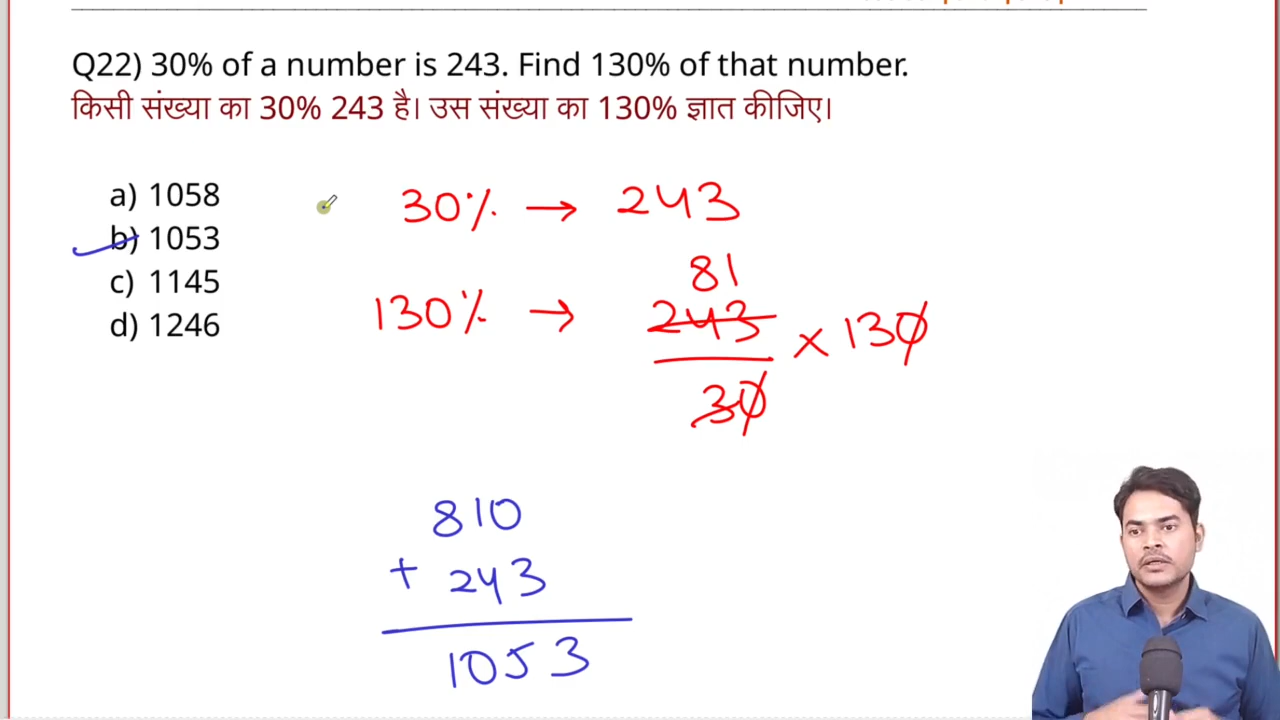 Q22) 30% of a number is 243. Find 130% of that number.
किसी संख्या का 30% 243 है। उस संख्या का 130% ज्ञात कीजिए।
a) 1058
b) 1053
c) 1145
d) 1246
30% → 243
81
130% → 243 × 130
30
810
+ 243
1053